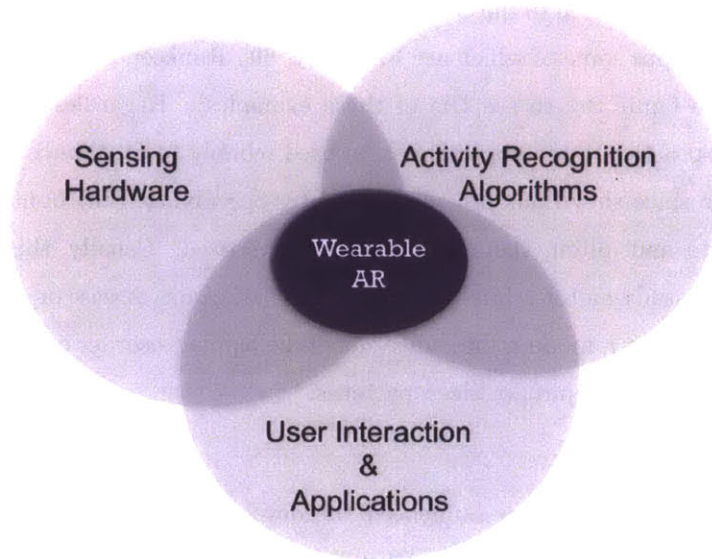 Sensing
Hardware
Activity Recognition
Algorithms
Wearable
AR
User Interaction
&
Applications